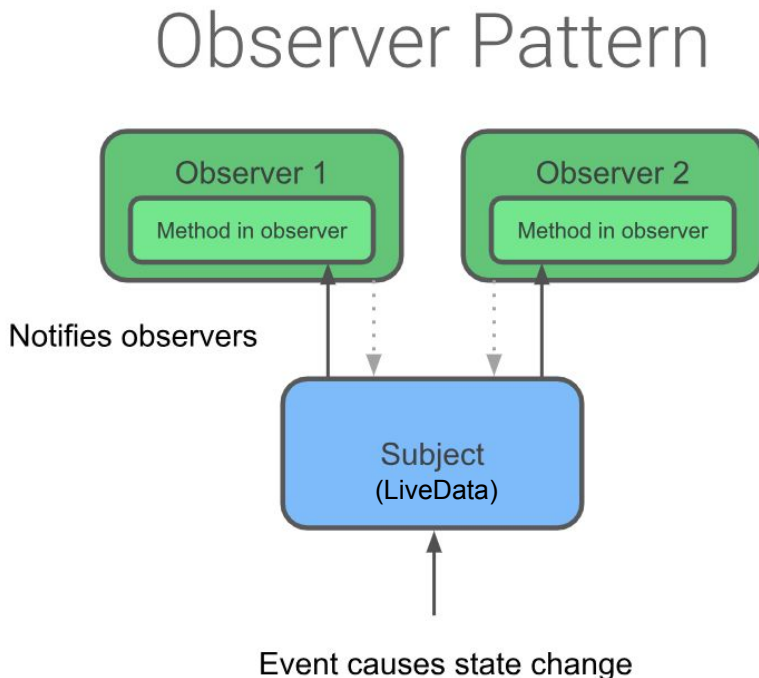 Observer Pattern
Observer 1
Method in observer
Observer 2
Method in observer
Notifies observers
Subject
(LiveData)
Event causes state change